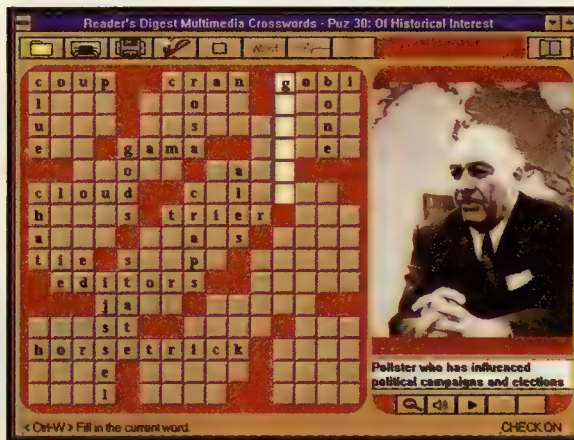 Reader's Digest Multimedia Crosswords - Puz 30: Of Historical Interest
coup cran gobi
l o o
u s n
e gama e
o a
cloud c l
h s trier
a a s
tie s p
editors
j a
s t
horsetrick
e
l
Pollster who has influenced
political campaigns and elections
< Ctrl-W > Fill in the current word.
CHECK ON